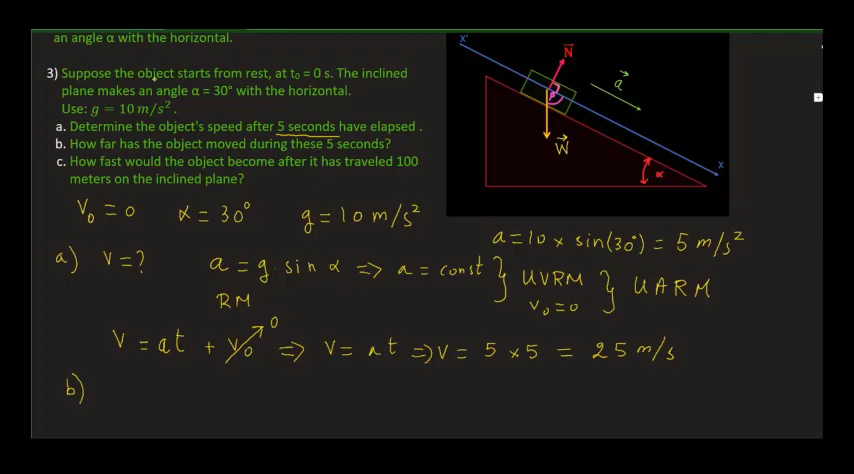 an angle α with the horizontal.
3) Suppose the object starts from rest, at t₀ = 0 s. The inclined
plane makes an angle α = 30° with the horizontal.
Use: g = 10 m/s².
a. Determine the object's speed after 5 seconds have elapsed .
b. How far has the object moved during these 5 seconds?
c. How fast would the object become after it has traveled 100
meters on the inclined plane?
X'
N⃗
a⃗
W⃗
α
X
V₀ = 0 α = 30° g = 10 m/s²
a = 10 × sin(30°) = 5 m/s²
a) V = ? a = g . sin α => a = const } UVRM } UARM
RM V₀ = 0
V = at + V₀ 0 => V = at => V = 5 × 5 = 25 m/s
b)